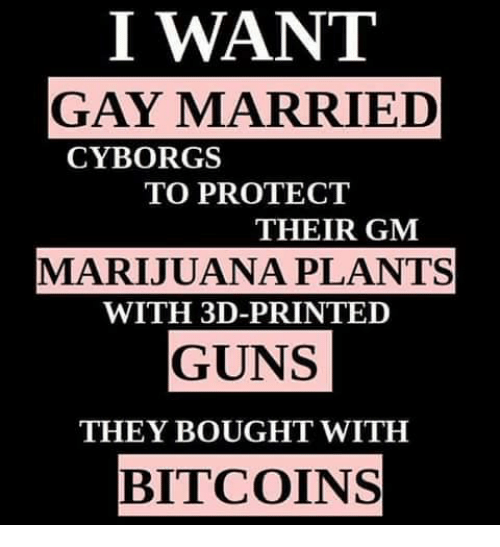 I WANT
GAY MARRIED
CYBORGS
TO PROTECT
THEIR GM
MARIJUANA PLANTS
WITH 3D-PRINTED
GUNS
THEY BOUGHT WITH
BITCOINS